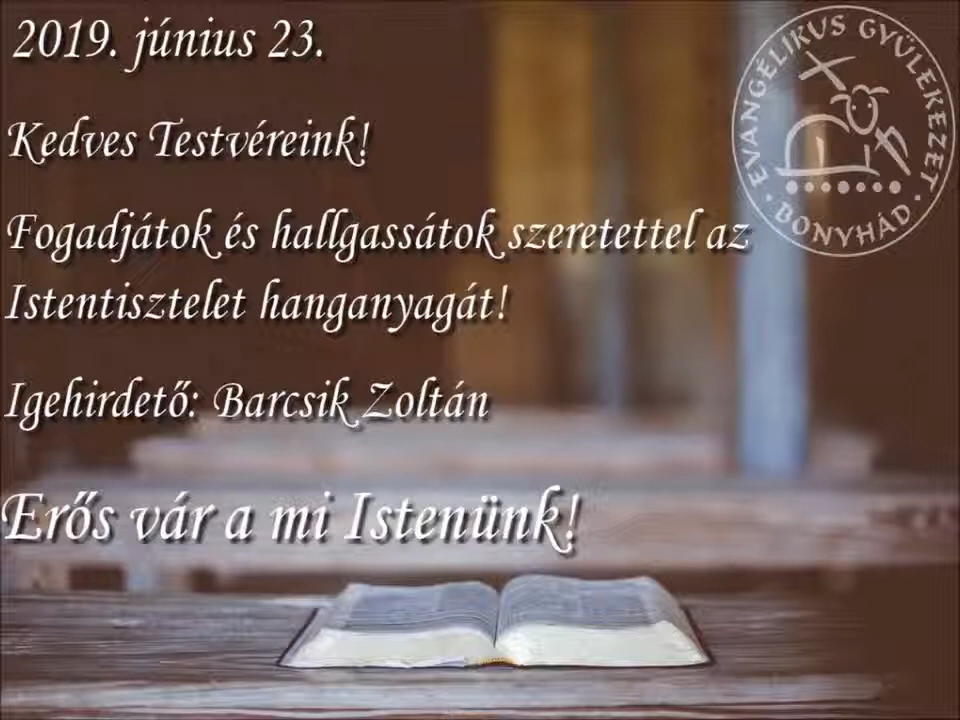 2019. június 23.
EVANGÉLIKUS GYÜLEKEZET
· BONYHÁD ·
Kedves Testvéreink!
Fogadjátok és hallgassátok szeretettel az
Istentisztelet hanganyagát!
Igehirdető: Barcsik Zoltán
Erős vár a mi Istenünk!